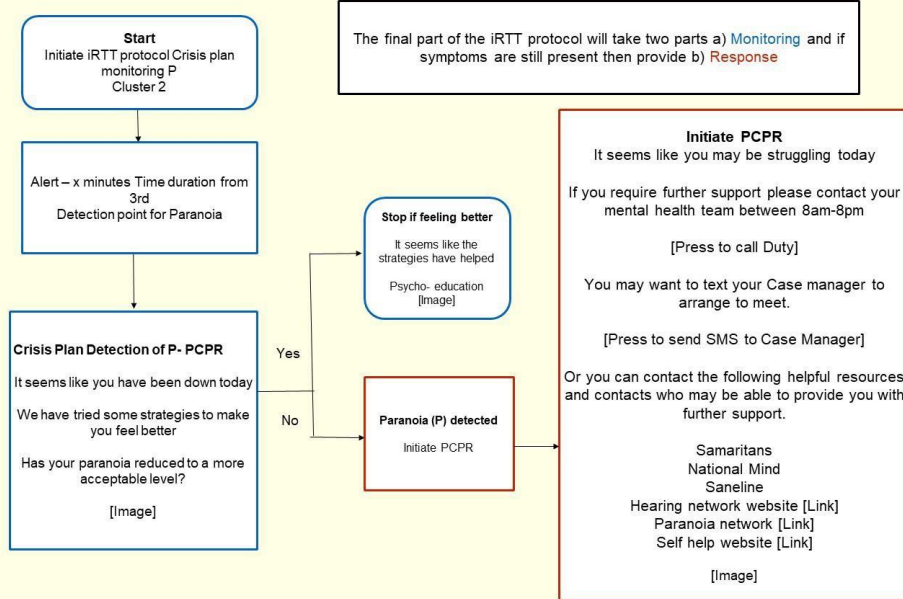 Start
Initiate iRTT protocol Crisis plan
monitoring P
Cluster 2
The final part of the iRTT protocol will take two parts a) Monitoring and if
symptoms are still present then provide b) Response
Alert – x minutes Time duration from
3rd
Detection point for Paranoia
Crisis Plan Detection of P- PCPR
It seems like you have been down today
We have tried some strategies to make
you feel better
Has your paranoia reduced to a more
acceptable level?
[Image]
Yes
No
Stop if feeling better
It seems like the
strategies have helped
Psycho- education
[Image]
Paranoia (P) detected
Initiate PCPR
Initiate PCPR
It seems like you may be struggling today
If you require further support please contact your
mental health team between 8am-8pm
[Press to call Duty]
You may want to text your Case manager to
arrange to meet.
[Press to send SMS to Case Manager]
Or you can contact the following helpful resources
and contacts who may be able to provide you with
further support.
Samaritans
National Mind
Saneline
Hearing network website [Link]
Paranoia network [Link]
Self help website [Link]
[Image]